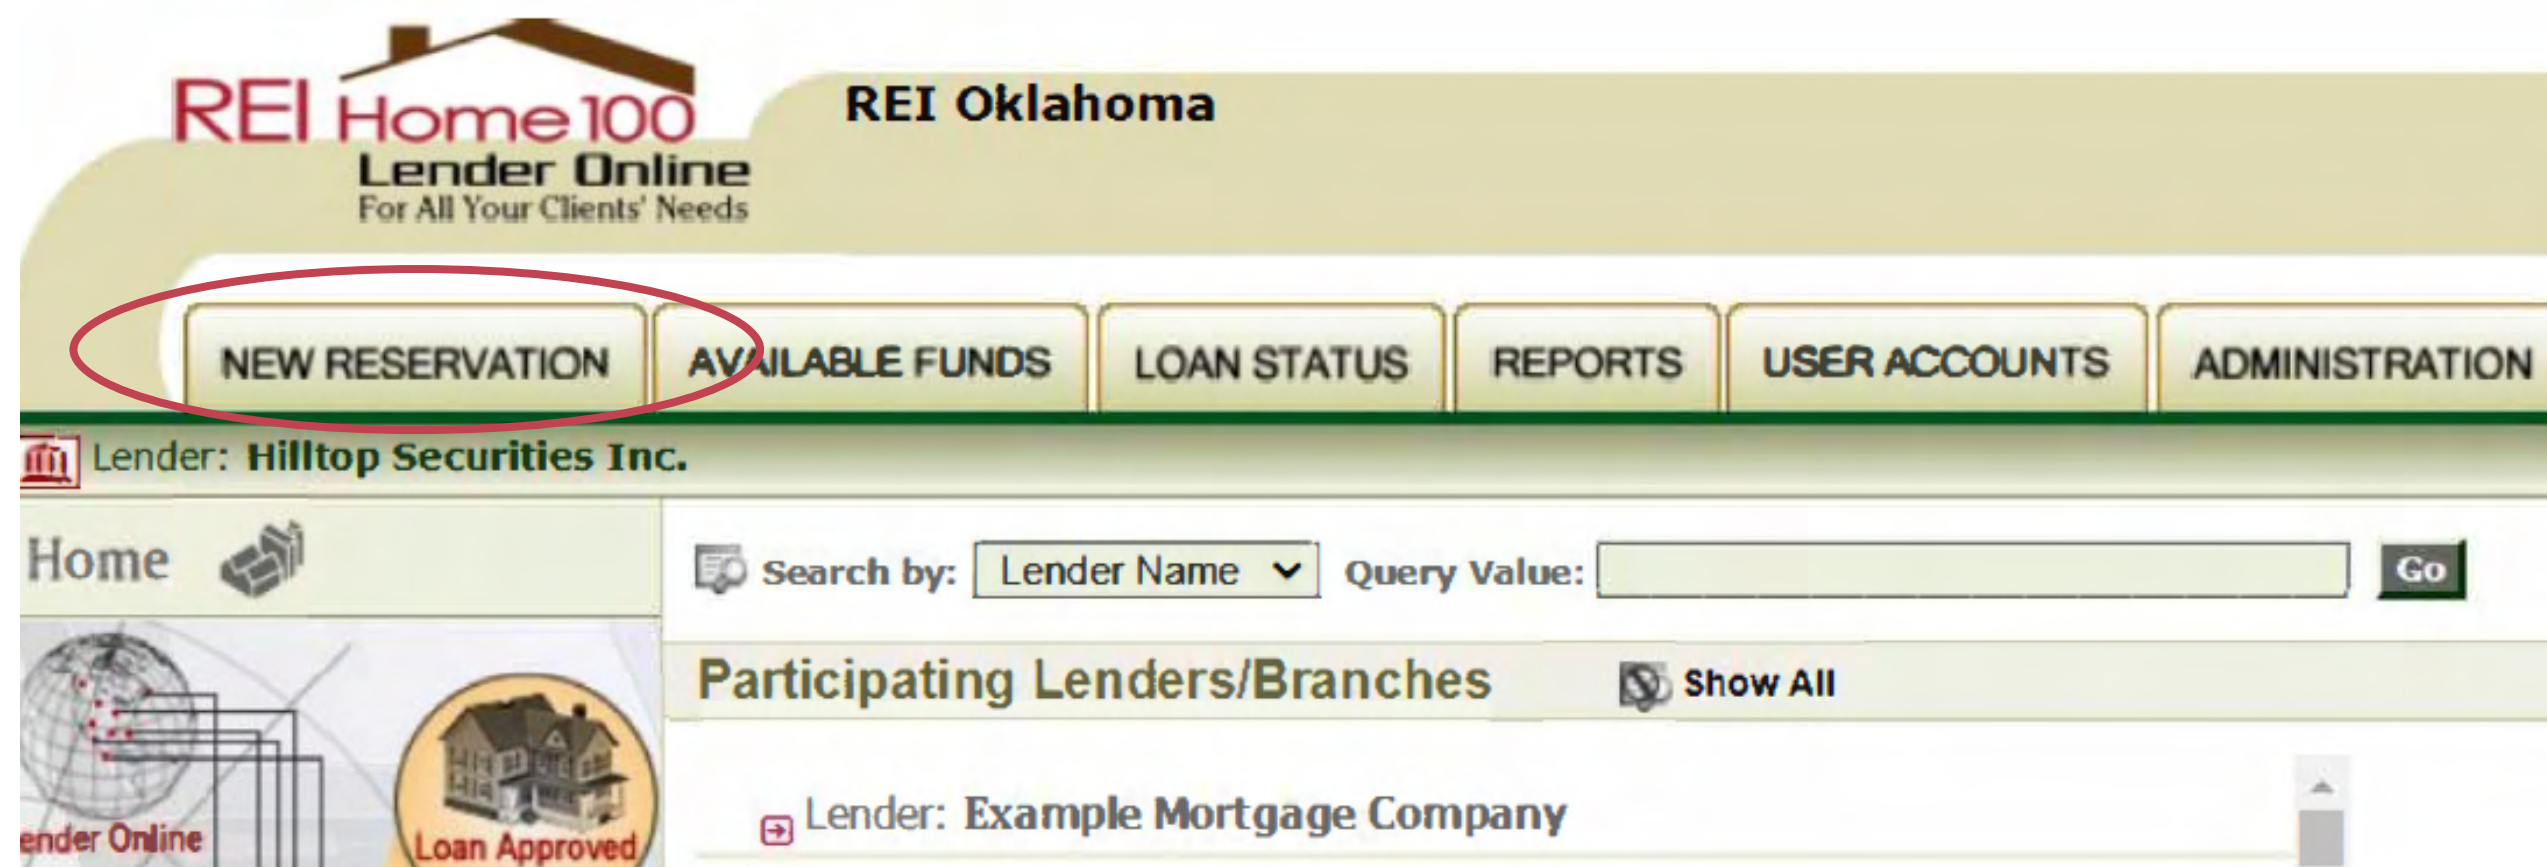 REI Home100
Lender Online
For All Your Clients' Needs
REI Oklahoma
NEW RESERVATION
AVAILABLE FUNDS
LOAN STATUS
REPORTS
USER ACCOUNTS
ADMINISTRATION
Lender: Hilltop Securities Inc.
Home
Search by: Lender Name Query Value: Go
Participating Lenders/Branches Show All
Lender: Example Mortgage Company
ender Online
Loan Approved